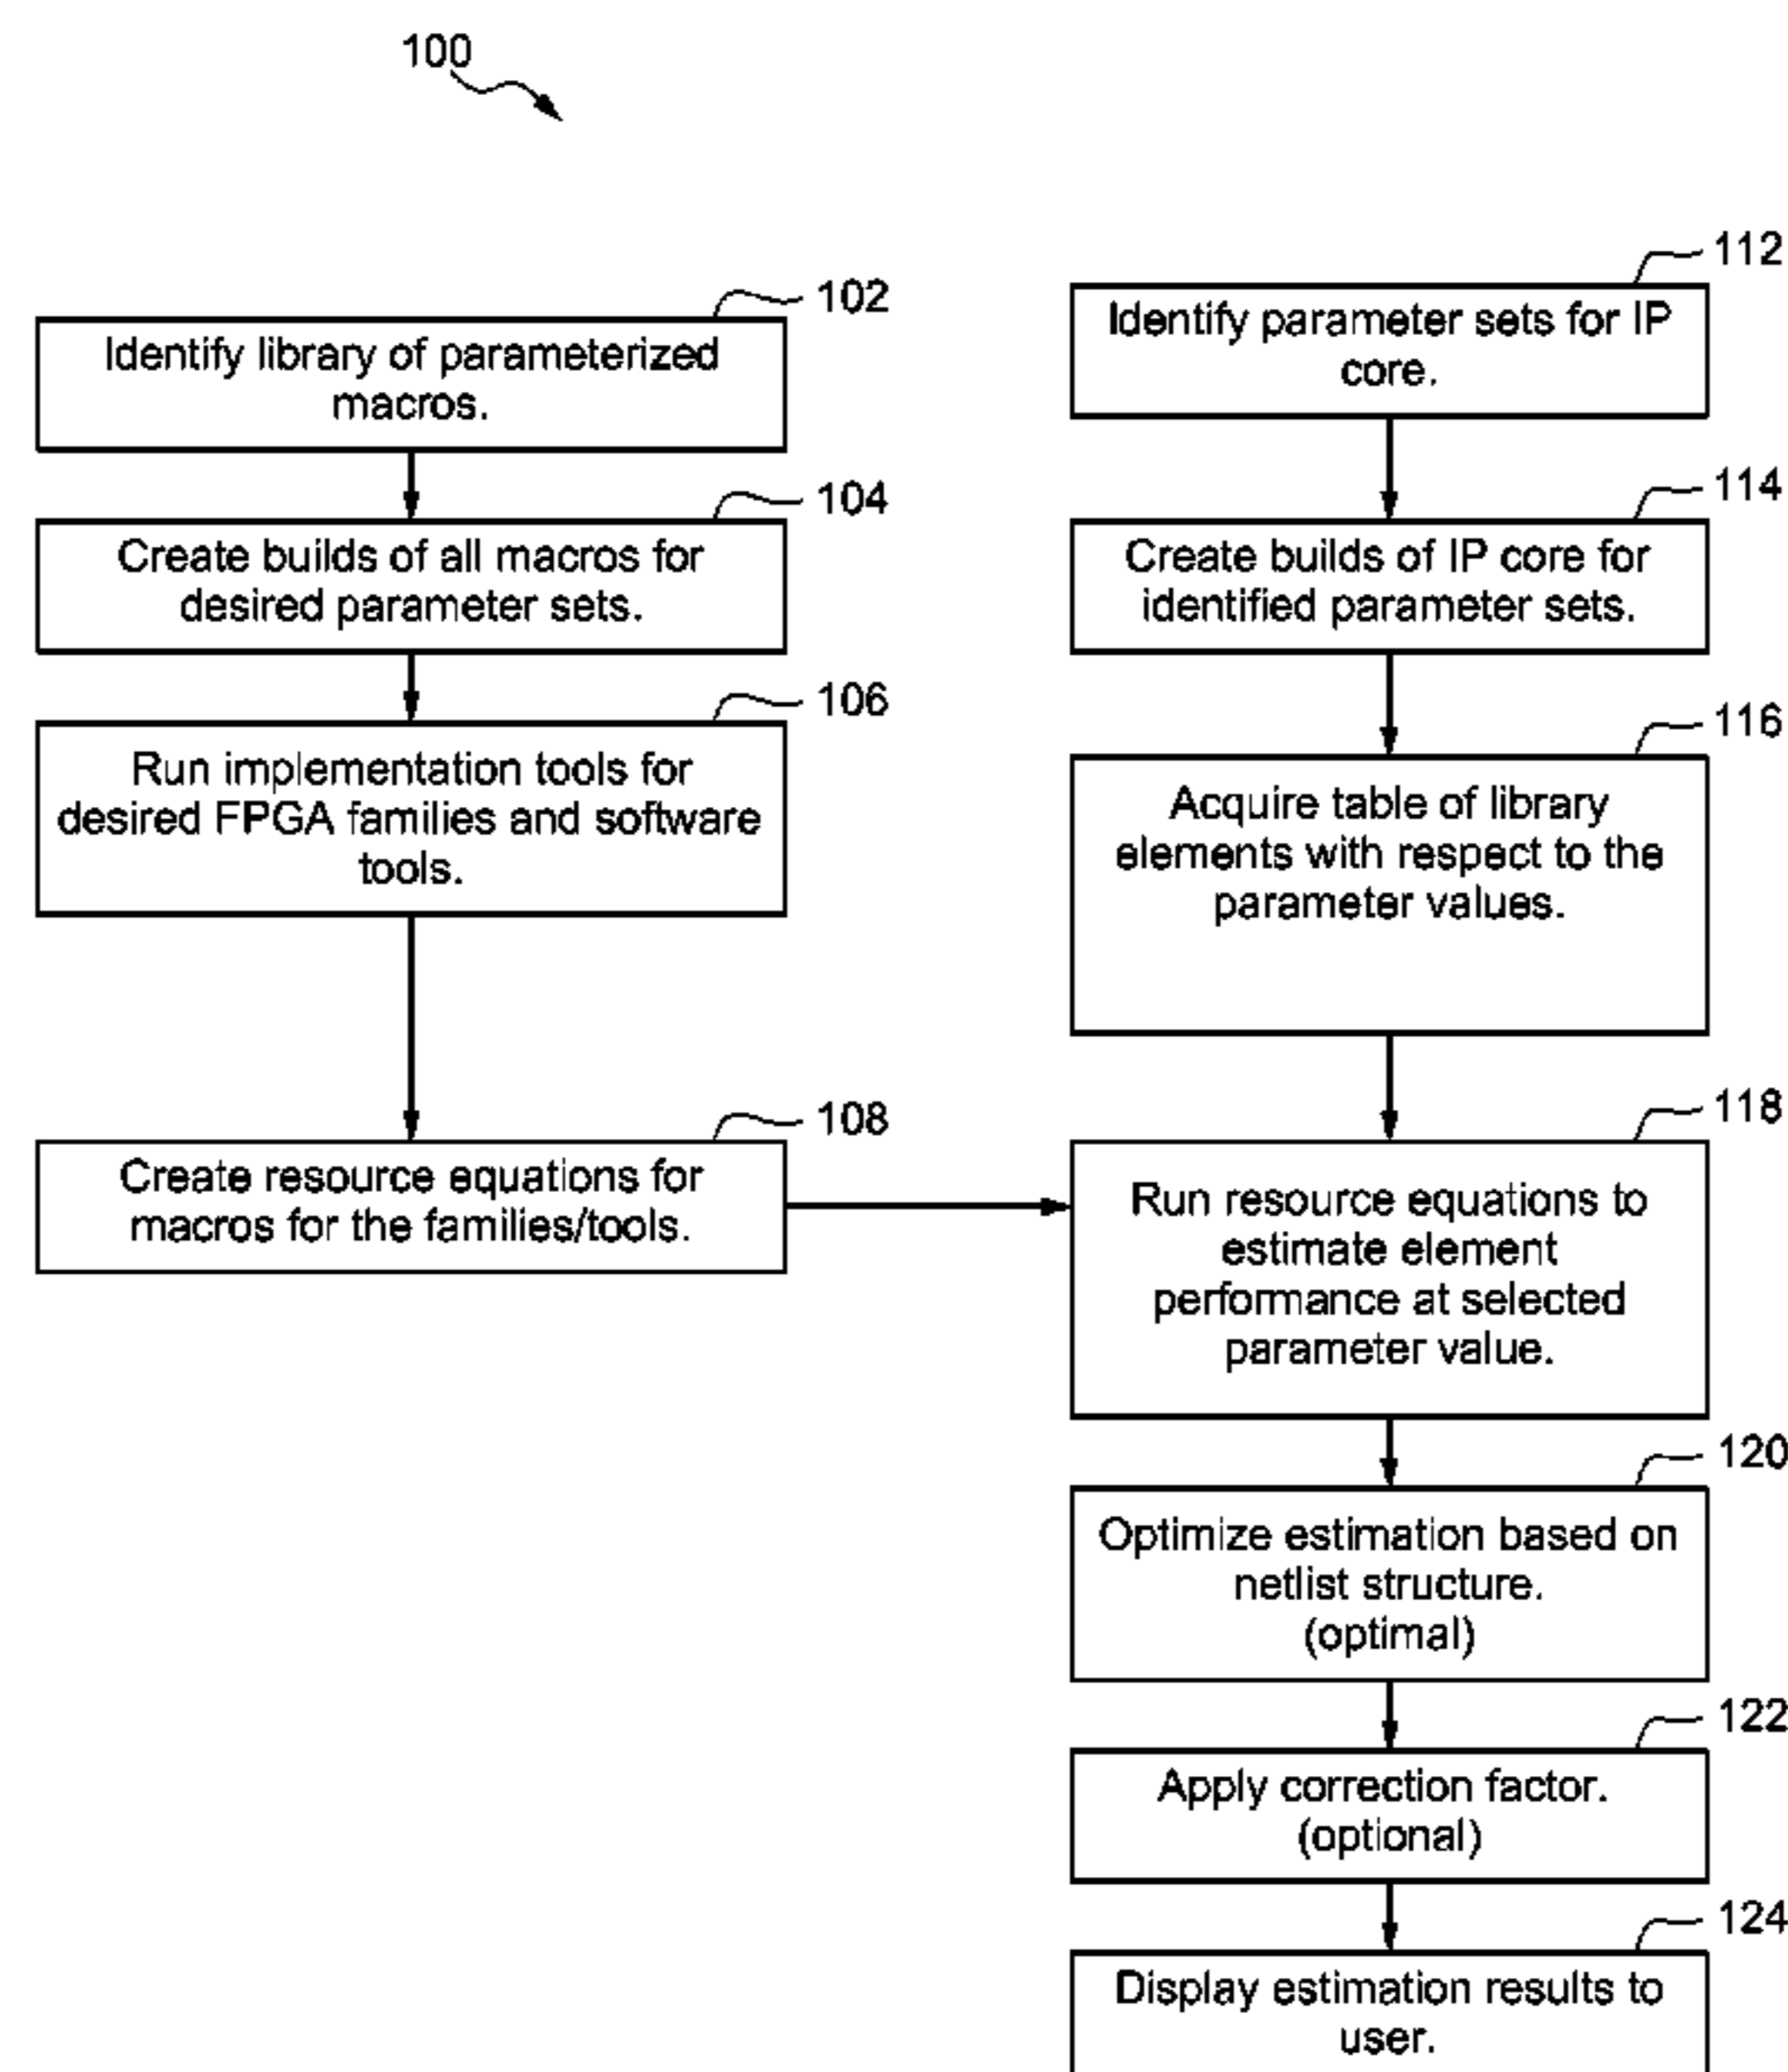 100
102
Identify library of parameterized
macros.
104
Create builds of all macros for
desired parameter sets.
106
Run implementation tools for
desired FPGA families and software
tools.
108
Create resource equations for
macros for the families/tools.
112
Identify parameter sets for IP
core.
114
Create builds of IP core for
identified parameter sets.
116
Acquire table of library
elements with respect to the
parameter values.
118
Run resource equations to
estimate element
performance at selected
parameter value.
120
Optimize estimation based on
netlist structure.
(optimal)
122
Apply correction factor.
(optional)
124
Display estimation results to
user.